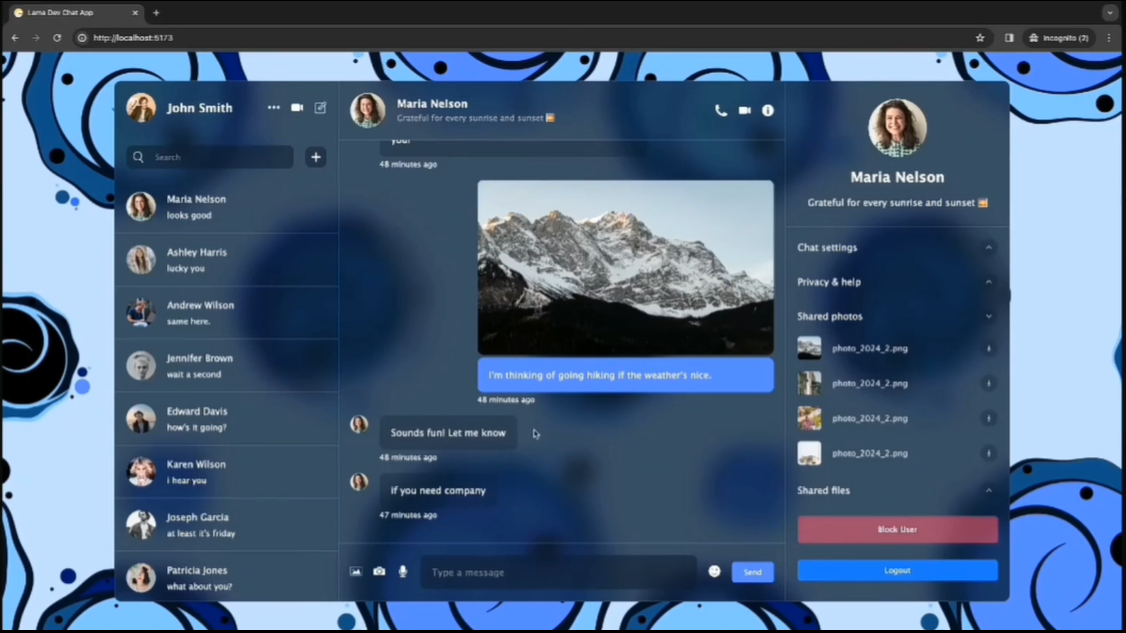 Lama Dev Chat App
http://localhost:5173
Incognito (2)
John Smith
Search
Maria Nelson
looks good
Ashley Harris
lucky you
Andrew Wilson
same here.
Jennifer Brown
wait a second
Edward Davis
how's it going?
Karen Wilson
i hear you
Joseph Garcia
at least it's friday
Patricia Jones
what about you?
Maria Nelson
Grateful for every sunrise and sunset
you!
48 minutes ago
I'm thinking of going hiking if the weather's nice.
48 minutes ago
Sounds fun! Let me know
48 minutes ago
if you need company
47 minutes ago
Type a message
Send
Maria Nelson
Grateful for every sunrise and sunset
Chat settings
Privacy & help
Shared photos
photo_2024_2.png
photo_2024_2.png
photo_2024_2.png
photo_2024_2.png
Shared files
Block User
Logout